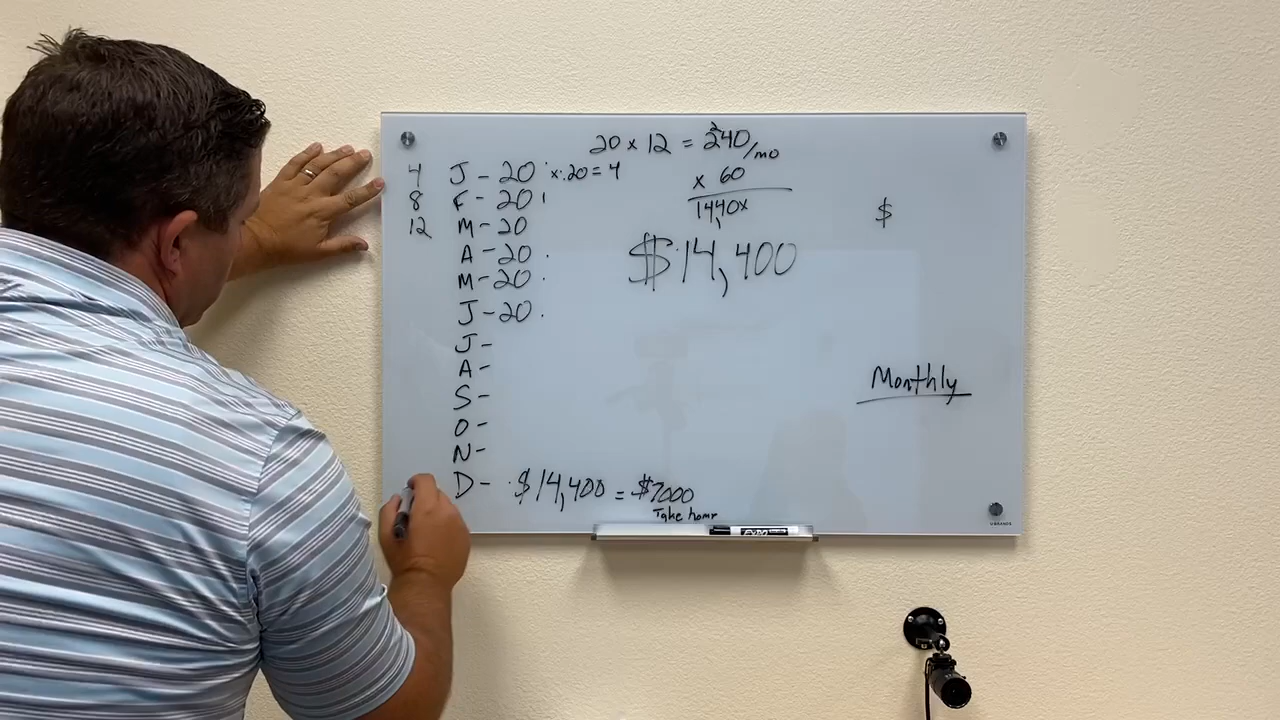 20 x 12 = 240/mo
x 60
1440x
$14,400
$
4 J - 20 x .20 = 4
8 F - 20
12 M - 20
A - 20
M - 20
J - 20
J -
A -
S -
O -
N -
D - $14,400 = $7000
Take home
Monthly
EXPO